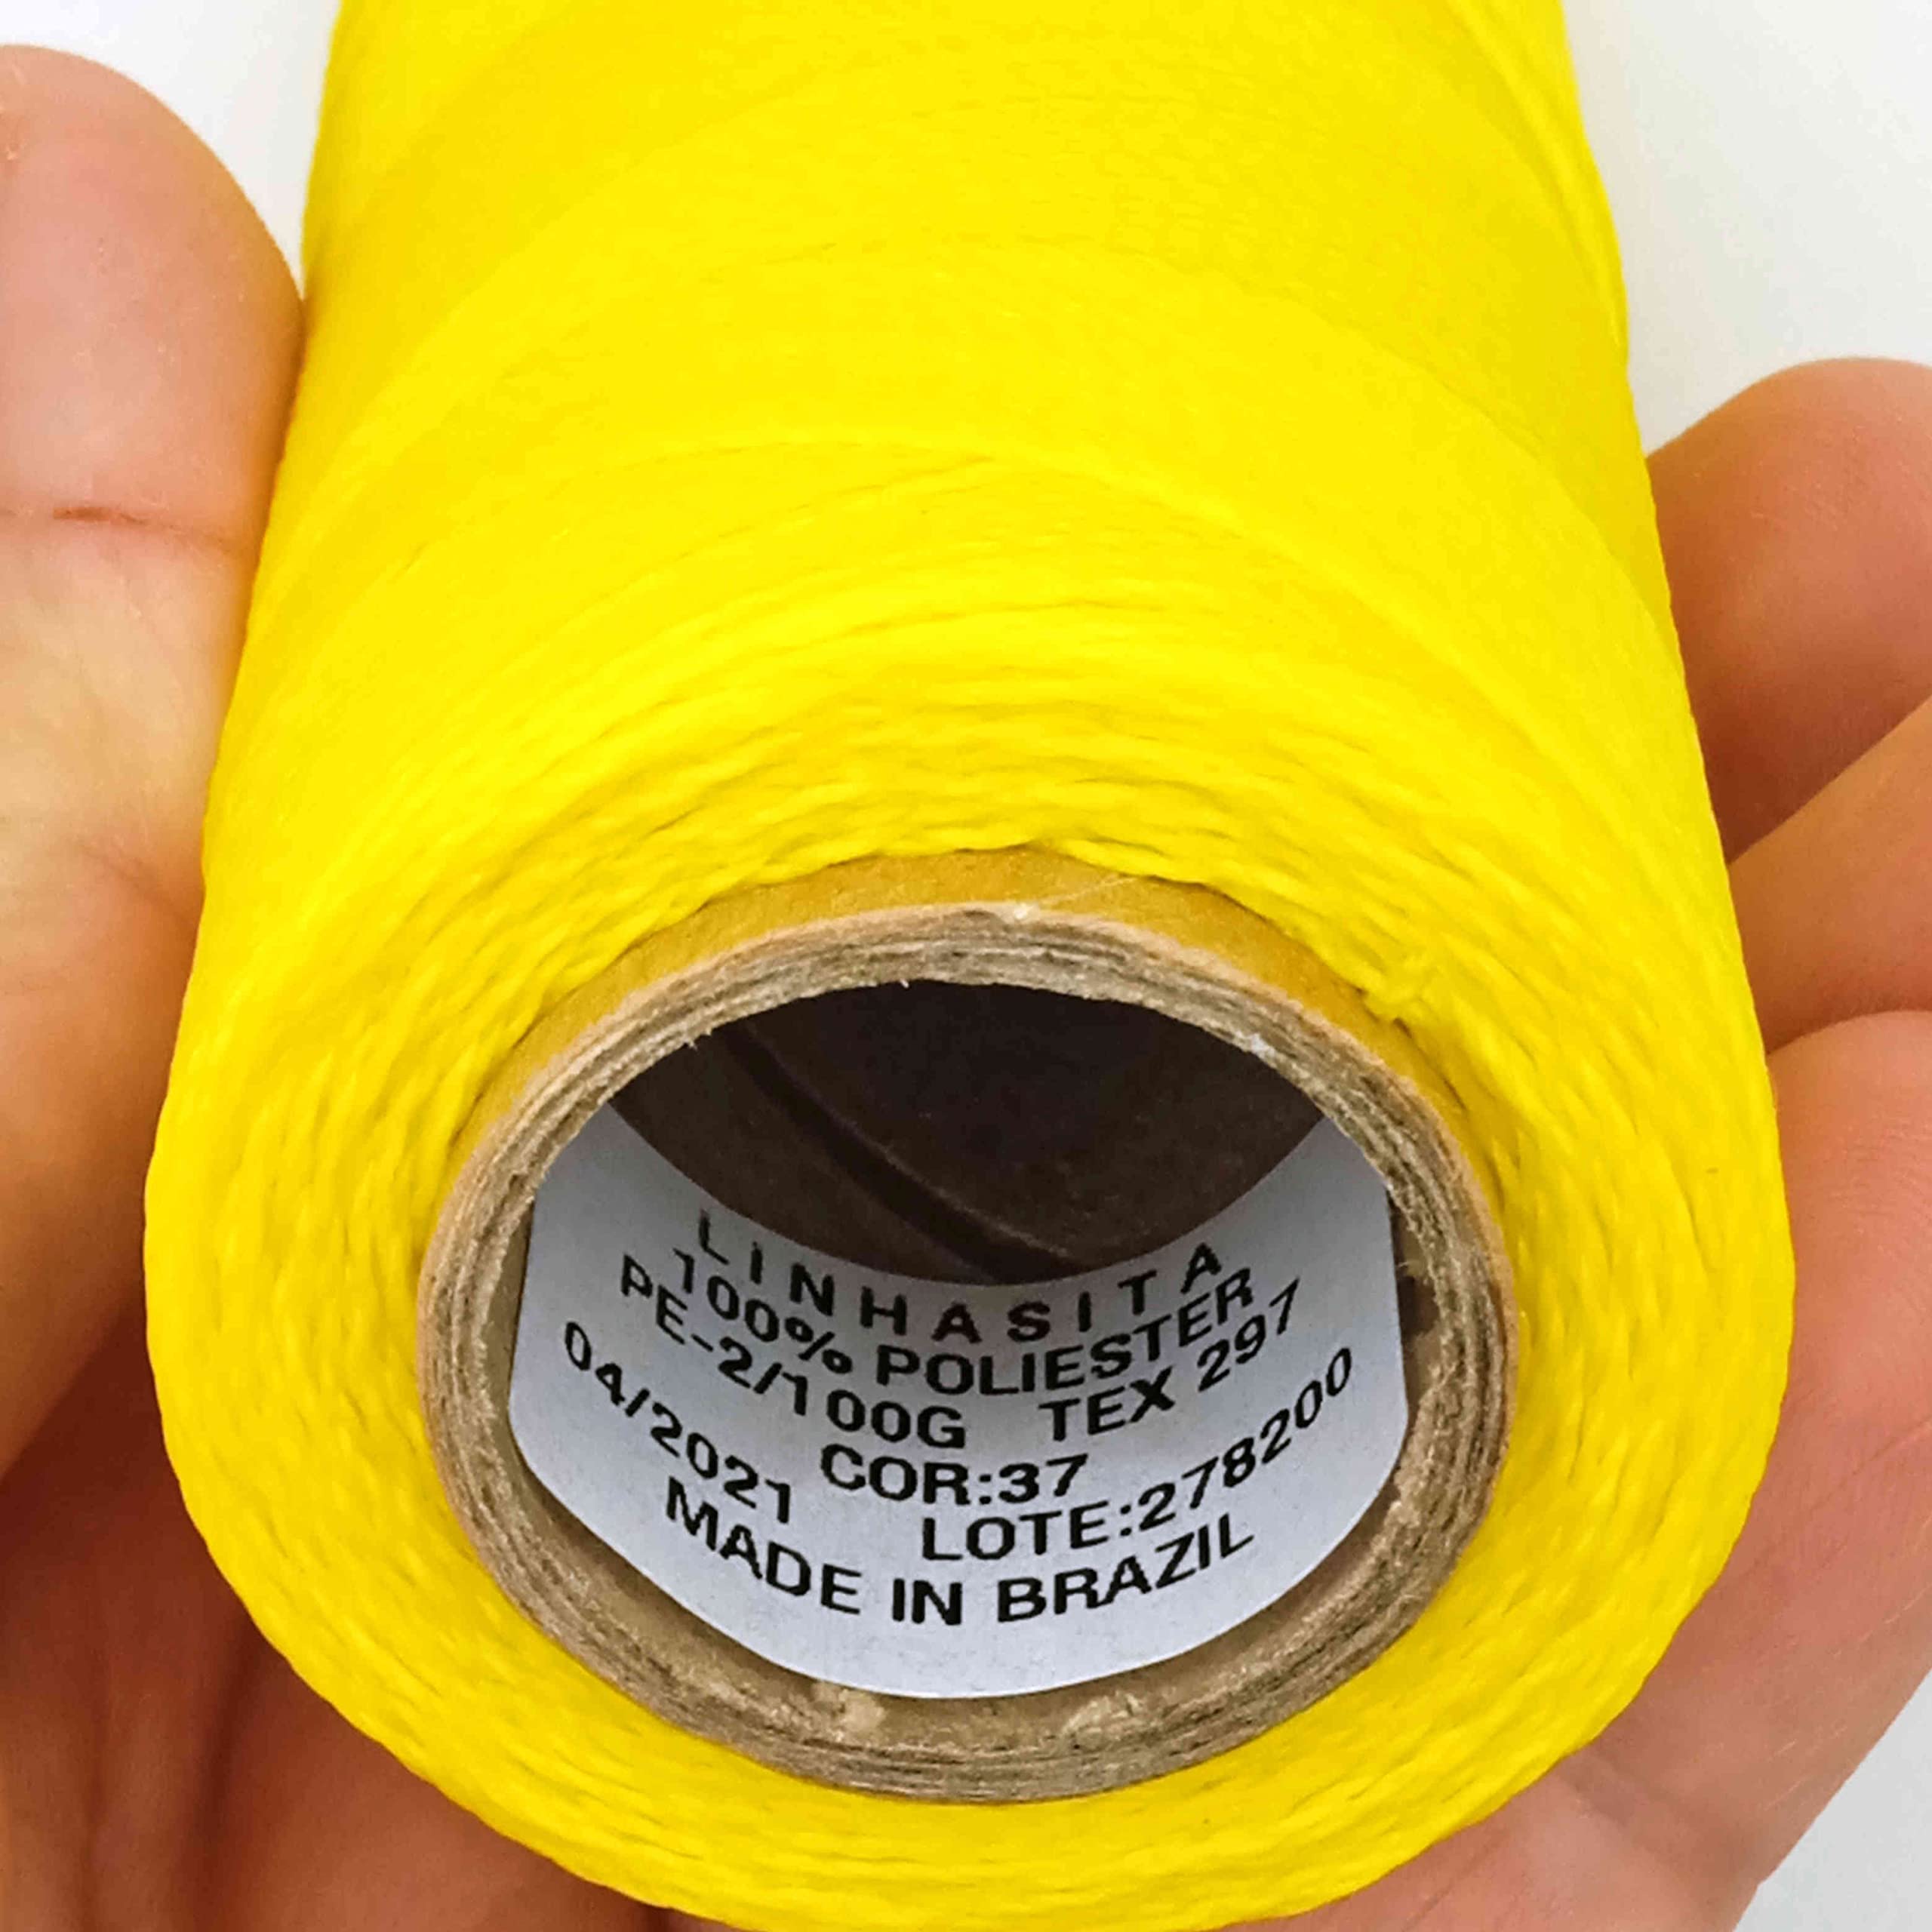 LINHASITA
100% POLIESTER
PE-2/100G TEX 297
COR:37
04/2021 LOTE:278200
MADE IN BRAZIL